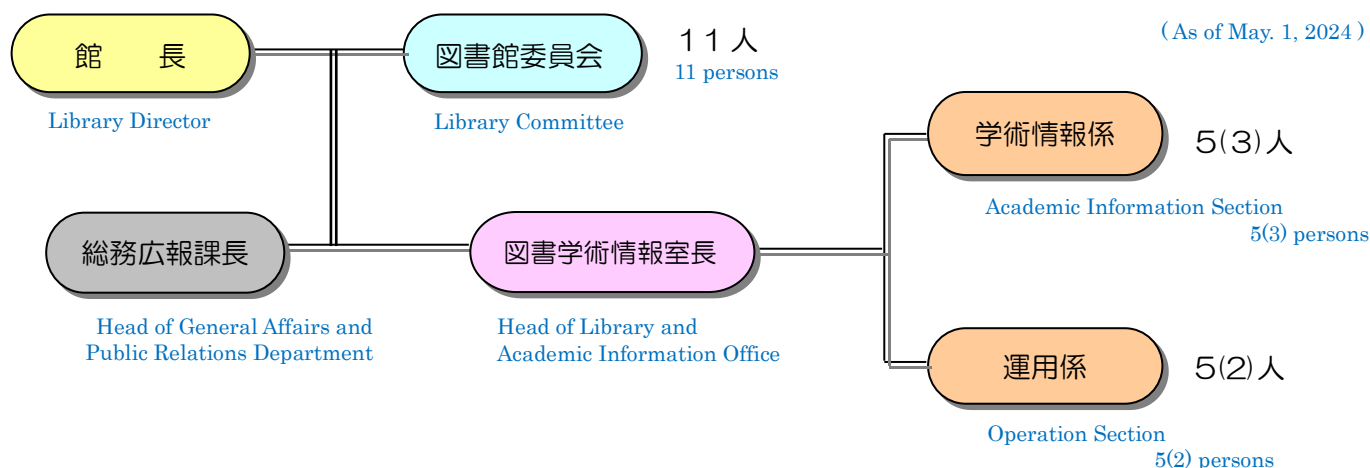 館　　長
図書館委員会
１１人
11 persons
( As of May. 1, 2024 )
Library Director
Library Committee
学術情報係
５(３)人
Academic Information Section
5(3) persons
総務広報課長
図書学術情報室長
Head of General Affairs and
Public Relations Department
Head of Library and
Academic Information Office
運用係
５(２)人
Operation Section
5(2) persons